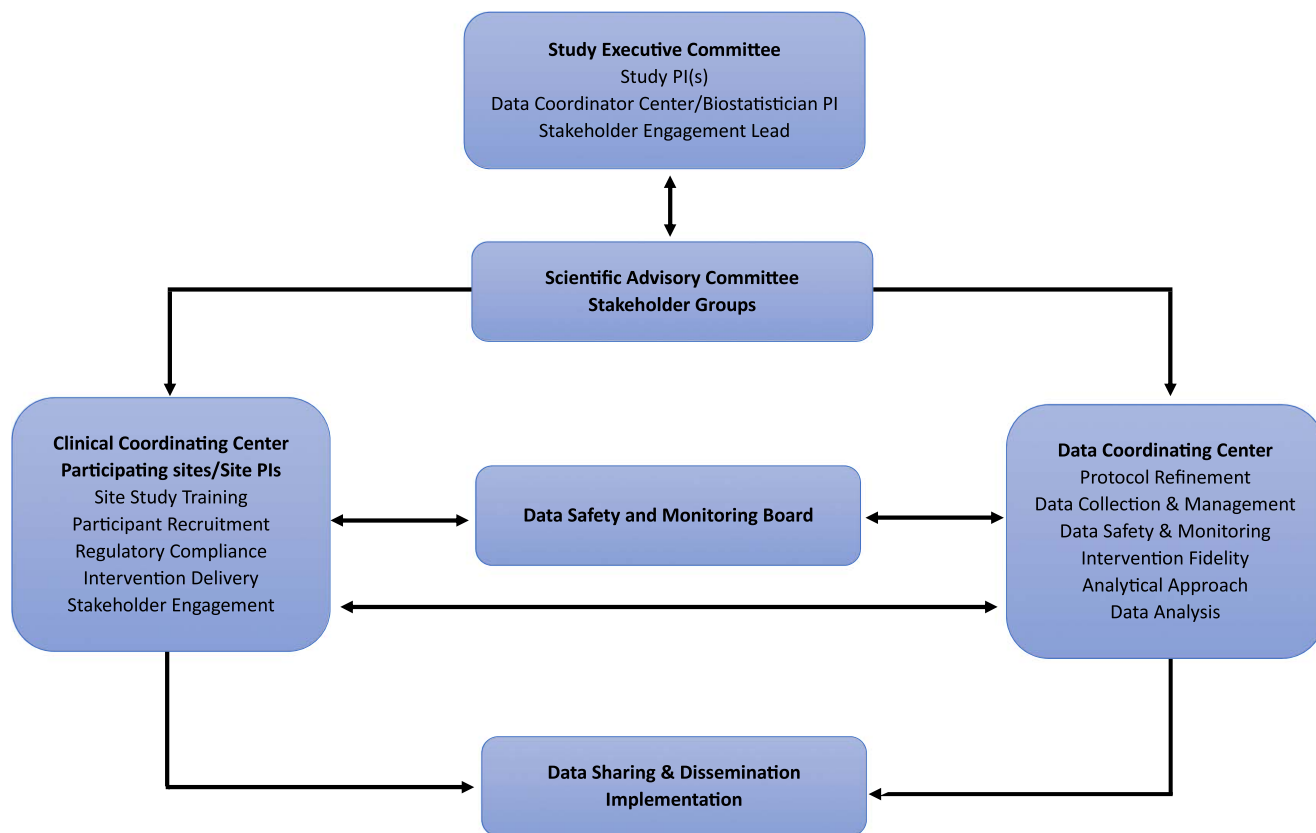 Study Executive Committee
Study PI(s)
Data Coordinator Center/Biostatistician PI
Stakeholder Engagement Lead
Scientific Advisory Committee
Stakeholder Groups
Clinical Coordinating Center
Participating sites/Site PIs
Site Study Training
Participant Recruitment
Regulatory Compliance
Intervention Delivery
Stakeholder Engagement
Data Safety and Monitoring Board
Data Coordinating Center
Protocol Refinement
Data Collection & Management
Data Safety & Monitoring
Intervention Fidelity
Analytical Approach
Data Analysis
Data Sharing & Dissemination
Implementation